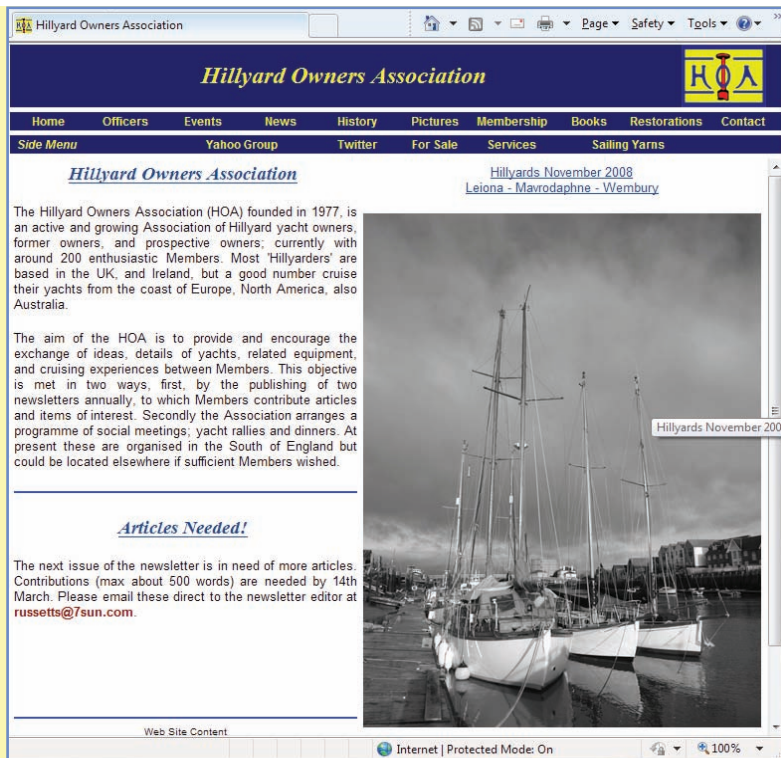 Hillyard Owners Association
Page
Safety
Tools
Hillyard Owners Association
HOA
Home Officers Events News History Pictures Membership Books Restorations Contact
Side Menu Yahoo Group Twitter For Sale Services Sailing Yarns
Hillyard Owners Association
The Hillyard Owners Association (HOA) founded in 1977, is
an active and growing Association of Hillyard yacht owners,
former owners, and prospective owners; currently with
around 200 enthusiastic Members. Most 'Hillyarders' are
based in the UK, and Ireland, but a good number cruise
their yachts from the coast of Europe, North America, also
Australia.
The aim of the HOA is to provide and encourage the
exchange of ideas, details of yachts, related equipment,
and cruising experiences between Members. This objective
is met in two ways, first, by the publishing of two
newsletters annually, to which Members contribute articles
and items of interest. Secondly the Association arranges a
programme of social meetings; yacht rallies and dinners. At
present these are organised in the South of England but
could be located elsewhere if sufficient Members wished.
Articles Needed!
The next issue of the newsletter is in need of more articles.
Contributions (max about 500 words) are needed by 14th
March. Please email these direct to the newsletter editor at
russetts@7sun.com.
Web Site Content
Hillyards November 2008
Leiona - Mavrodaphne - Wembury
Hillyards November 200
Internet | Protected Mode: On
100%